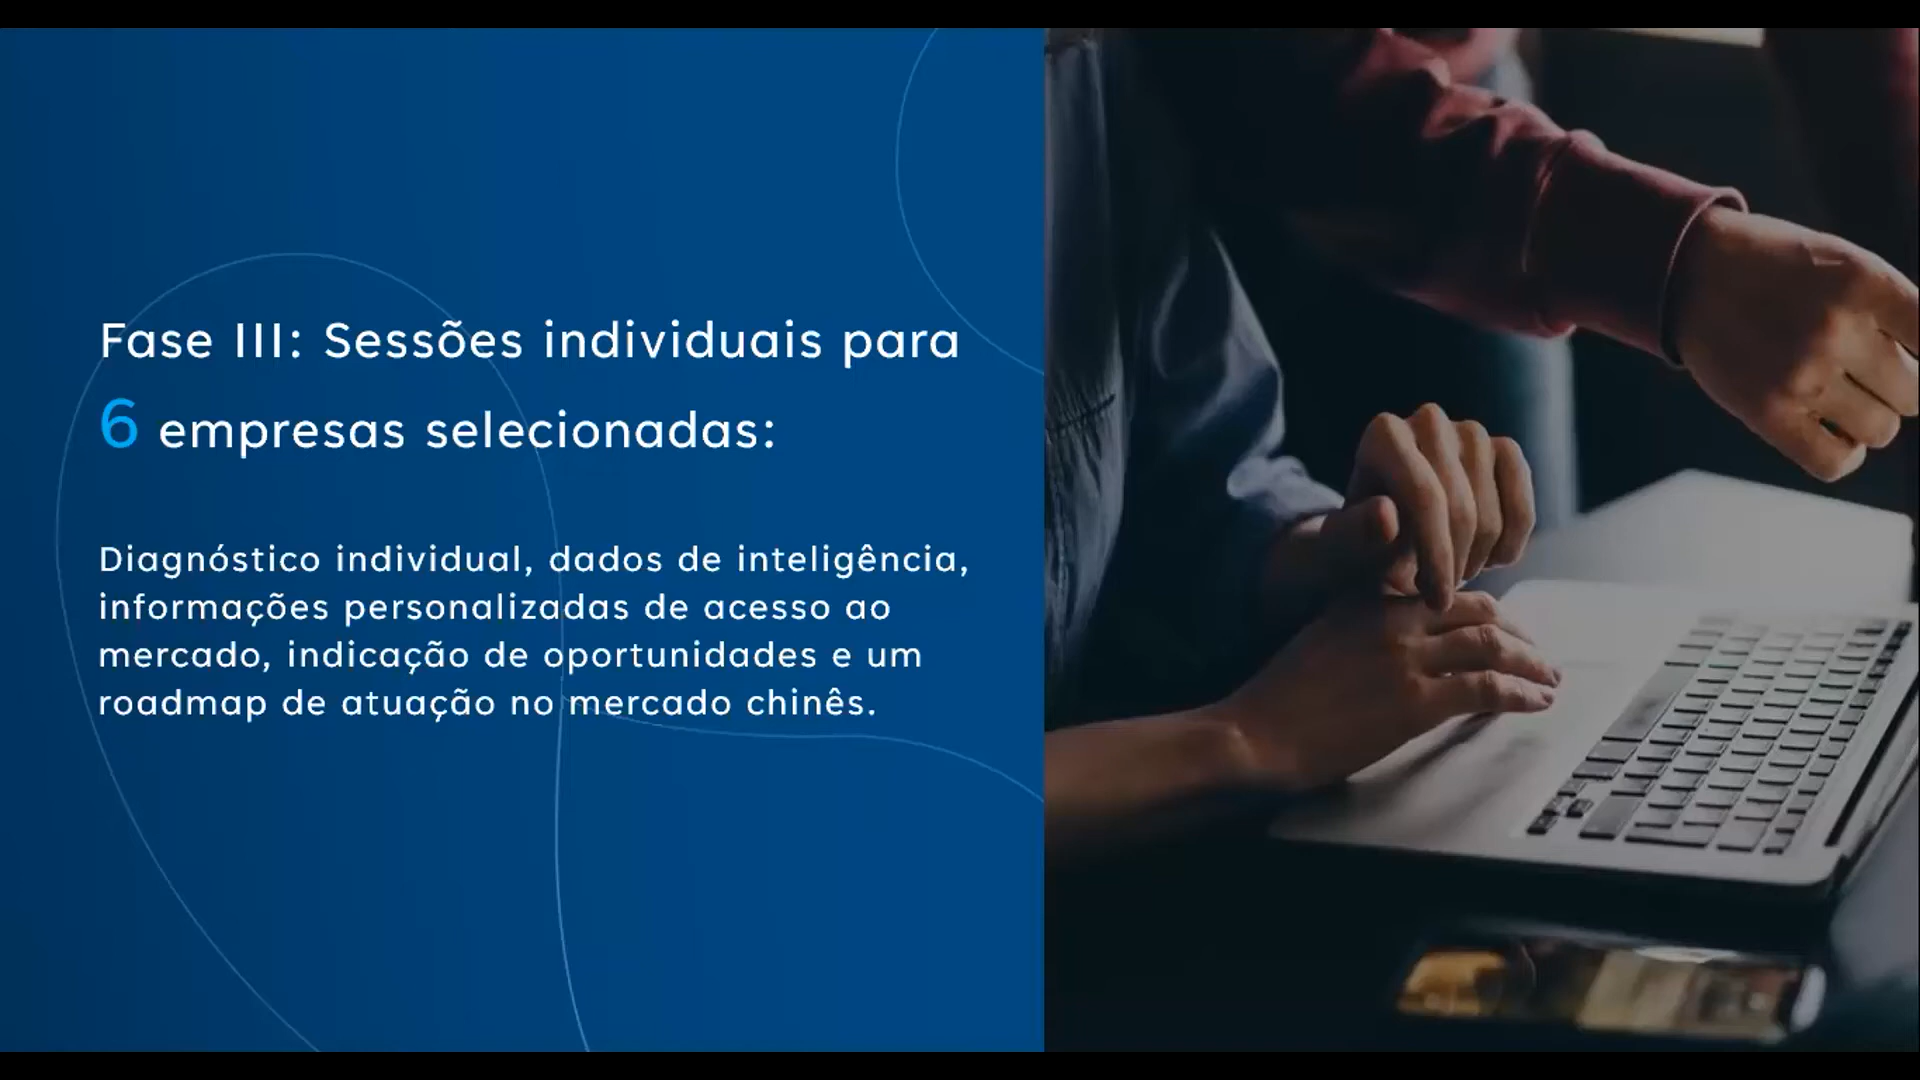 Fase III: Sessões individuais para
6 empresas selecionadas:
Diagnóstico individual, dados de inteligência,
informações personalizadas de acesso ao
mercado, indicação de oportunidades e um
roadmap de atuação no mercado chinês.